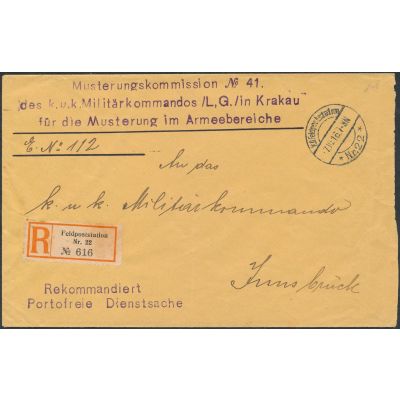 Musterungskommission № 41.
des k.u.k. Militärkommandos /L,G./in Krakau
für die Musterung im Armeebereiche
E. No 112
Nr. 22
An das
k. u. k. Militärkommando
R
Feldpoststation
Nr. 22
№ 616
Innsbruck
Rekommandiert
Portofreie Dienstsache